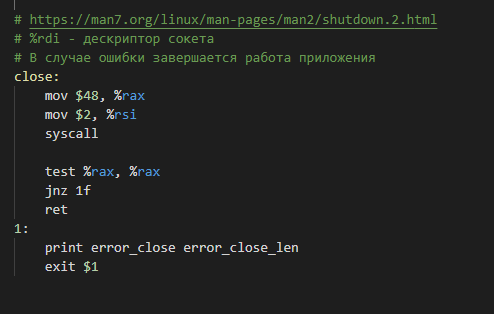 # https://man7.org/linux/man-pages/man2/shutdown.2.html
# %rdi - дескриптор сокета
# В случае ошибки завершается работа приложения
close:
    mov $48, %rax
    mov $2, %rsi
    syscall

    test %rax, %rax
    jnz 1f
    ret
1:
    print error_close error_close_len
    exit $1